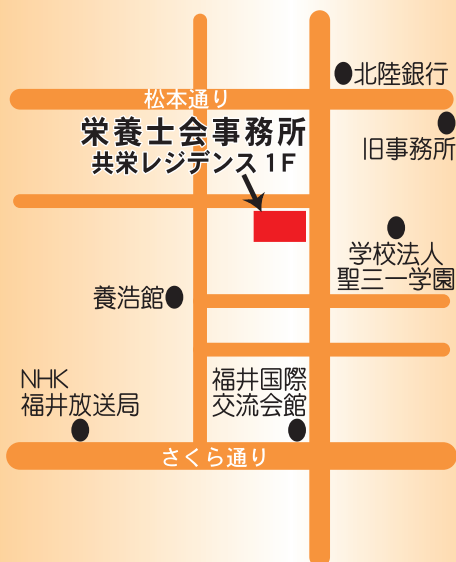 北陸銀行
松本通り
栄養士会事務所
共栄レジデンス 1F
旧事務所
学校法人
聖三一学園
養浩館
NHK
福井放送局
福井国際
交流会館
さくら通り